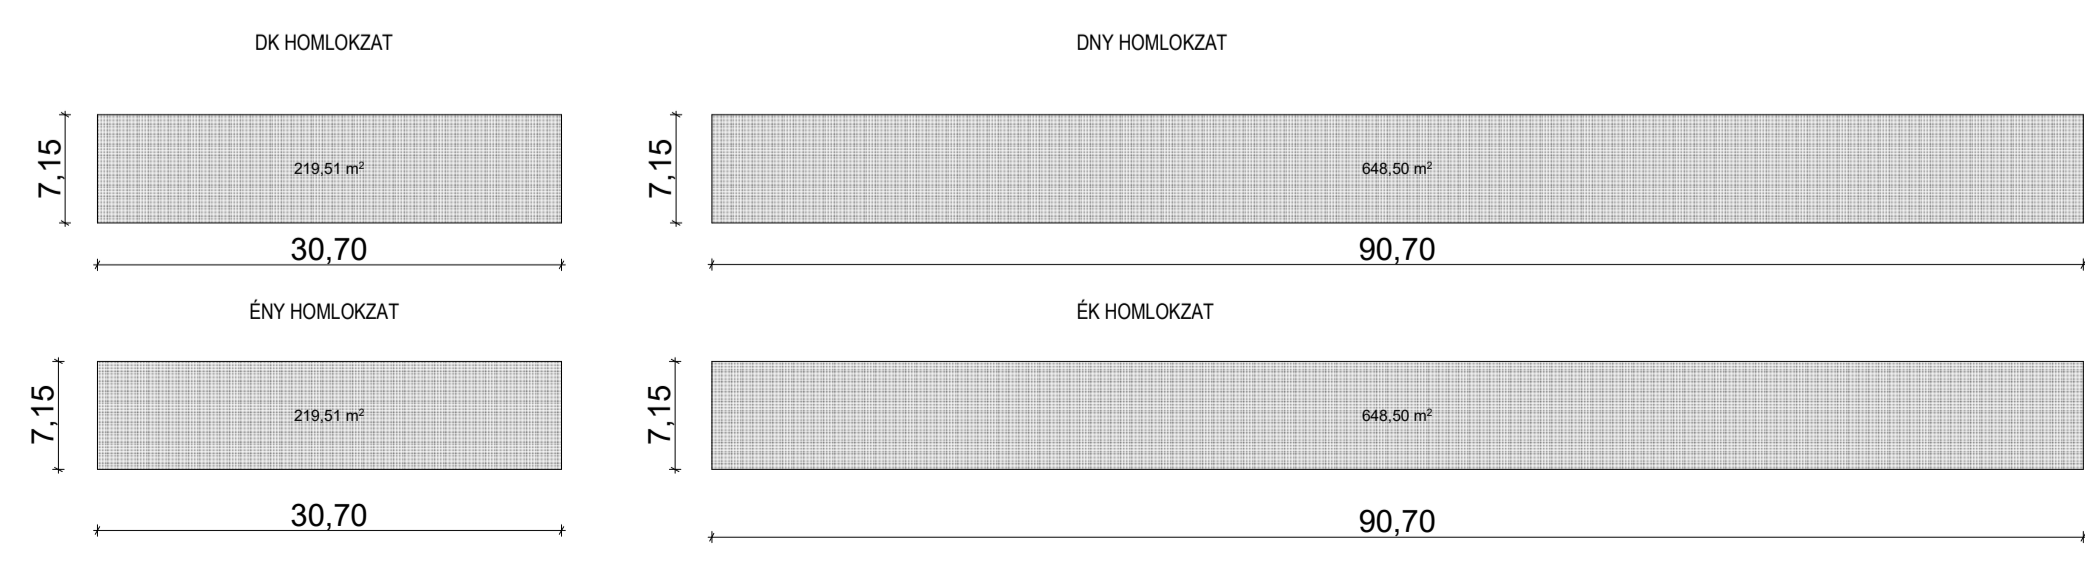 DK HOMLOKZAT
DNY HOMLOKZAT
7,15
219,51 m²
7,15
648,50 m²
30,70
90,70
ÉNY HOMLOKZAT
ÉK HOMLOKZAT
7,15
219,51 m²
7,15
648,50 m²
30,70
90,70